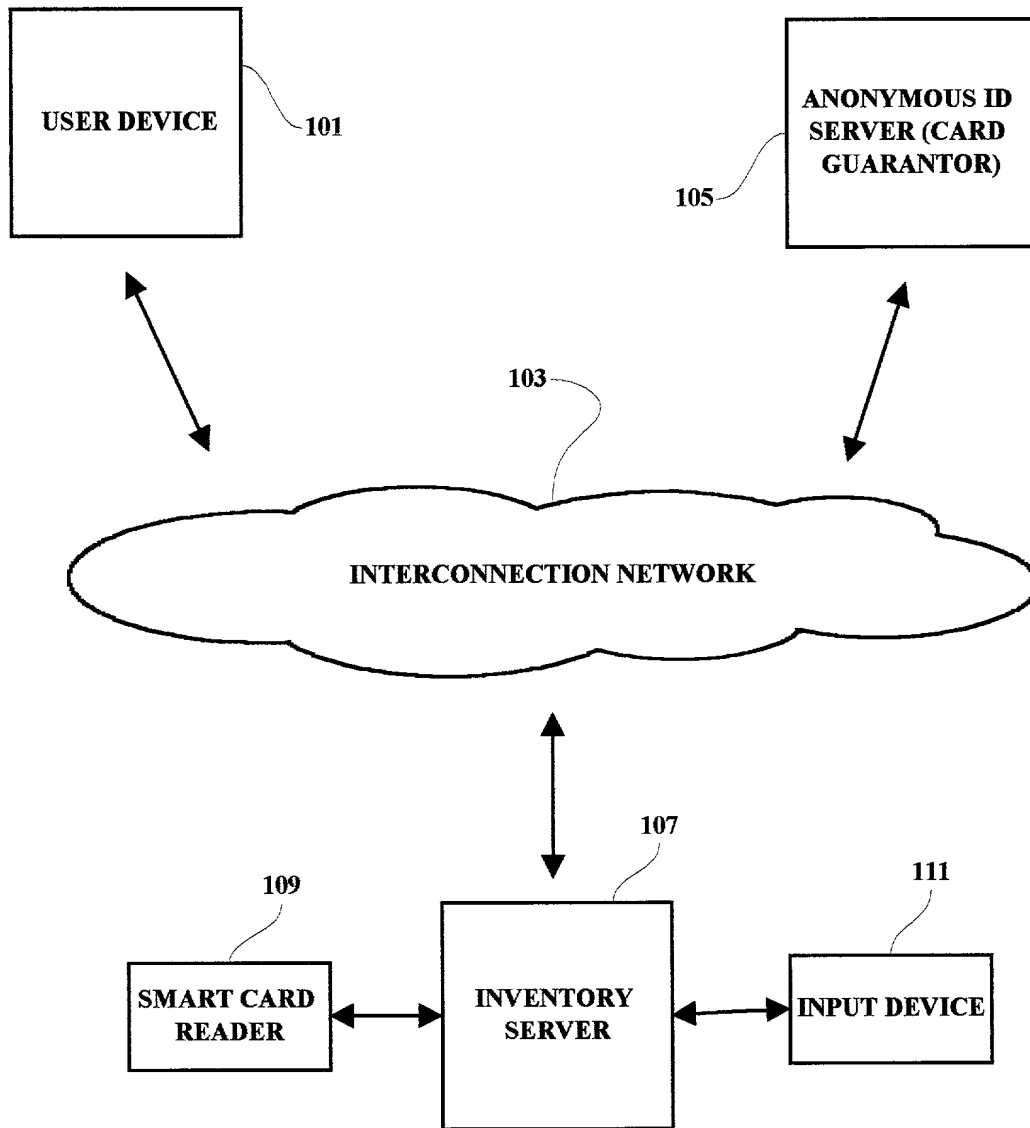 USER DEVICE
101
ANONYMOUS ID
SERVER (CARD
GUARANTOR)
105
103
INTERCONNECTION NETWORK
107
109
111
SMART CARD
READER
INVENTORY
SERVER
INPUT DEVICE